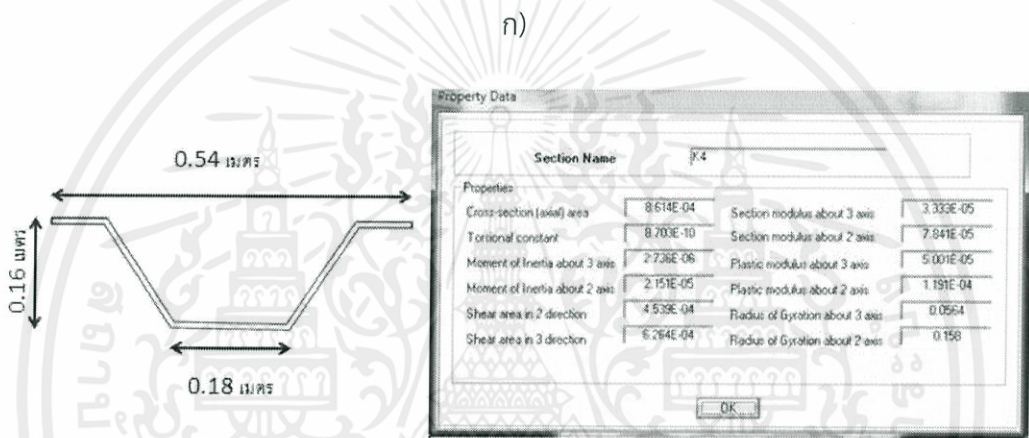 ก)
0.54 เมตร
0.16 เมตร
0.18 เมตร
Property Data
Section Name K4
Properties
Cross-section (axial) area 8.614E-04 Section modulus about 3 axis 3.333E-05
Torsional constant 8.703E-10 Section modulus about 2 axis 7.841E-05
Moment of Inertia about 3 axis 2.736E-06 Plastic modulus about 3 axis 5.001E-05
Moment of Inertia about 2 axis 2.151E-05 Plastic modulus about 2 axis 1.191E-04
Shear area in 2 direction 4.539E-04 Radius of Gyration about 3 axis 0.0564
Shear area in 3 direction 6.264E-04 Radius of Gyration about 2 axis 0.158
OK